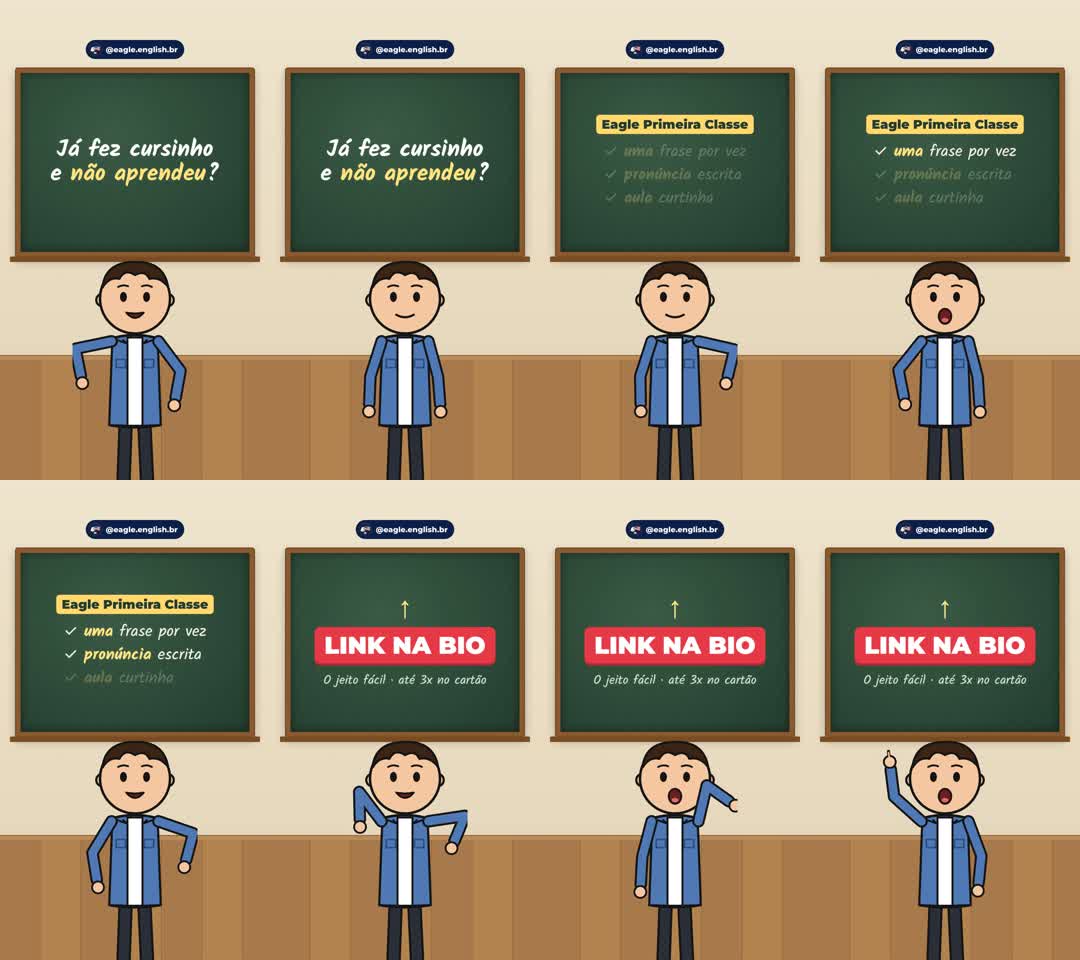 @eagle.english.br
Já fez cursinho
e não aprendeu?
@eagle.english.br
Já fez cursinho
e não aprendeu?
@eagle.english.br
Eagle Primeira Classe
✓ uma frase por vez
✓ pronúncia escrita
✓ aula curtinha
@eagle.english.br
Eagle Primeira Classe
✓ uma frase por vez
✓ pronúncia escrita
✓ aula curtinha
@eagle.english.br
Eagle Primeira Classe
✓ uma frase por vez
✓ pronúncia escrita
✓ aula curtinha
@eagle.english.br
↑
LINK NA BIO
O jeito fácil · até 3x no cartão
@eagle.english.br
↑
LINK NA BIO
O jeito fácil · até 3x no cartão
@eagle.english.br
↑
LINK NA BIO
O jeito fácil · até 3x no cartão